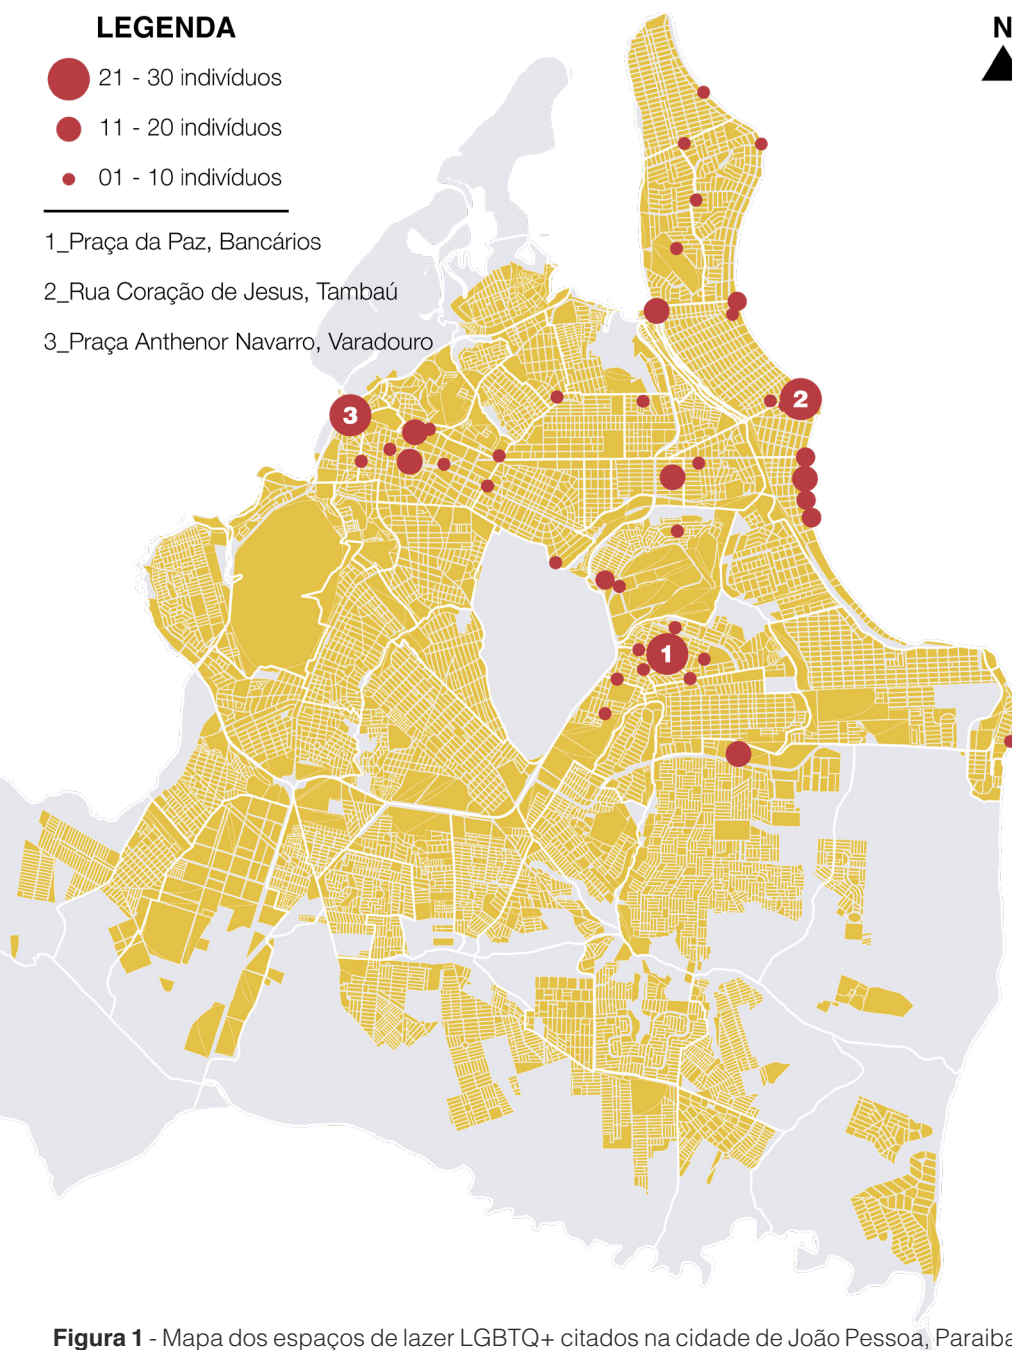 LEGENDA
N
21 - 30 indivíduos
11 - 20 indivíduos
01 - 10 indivíduos
1_Praça da Paz, Bancários
2_Rua Coração de Jesus, Tambaú
3_Praça Anthenor Navarro, Varadouro
2
3
1
Figura 1 - Mapa dos espaços de lazer LGBTQ+ citados na cidade de João Pessoa, Paraiba